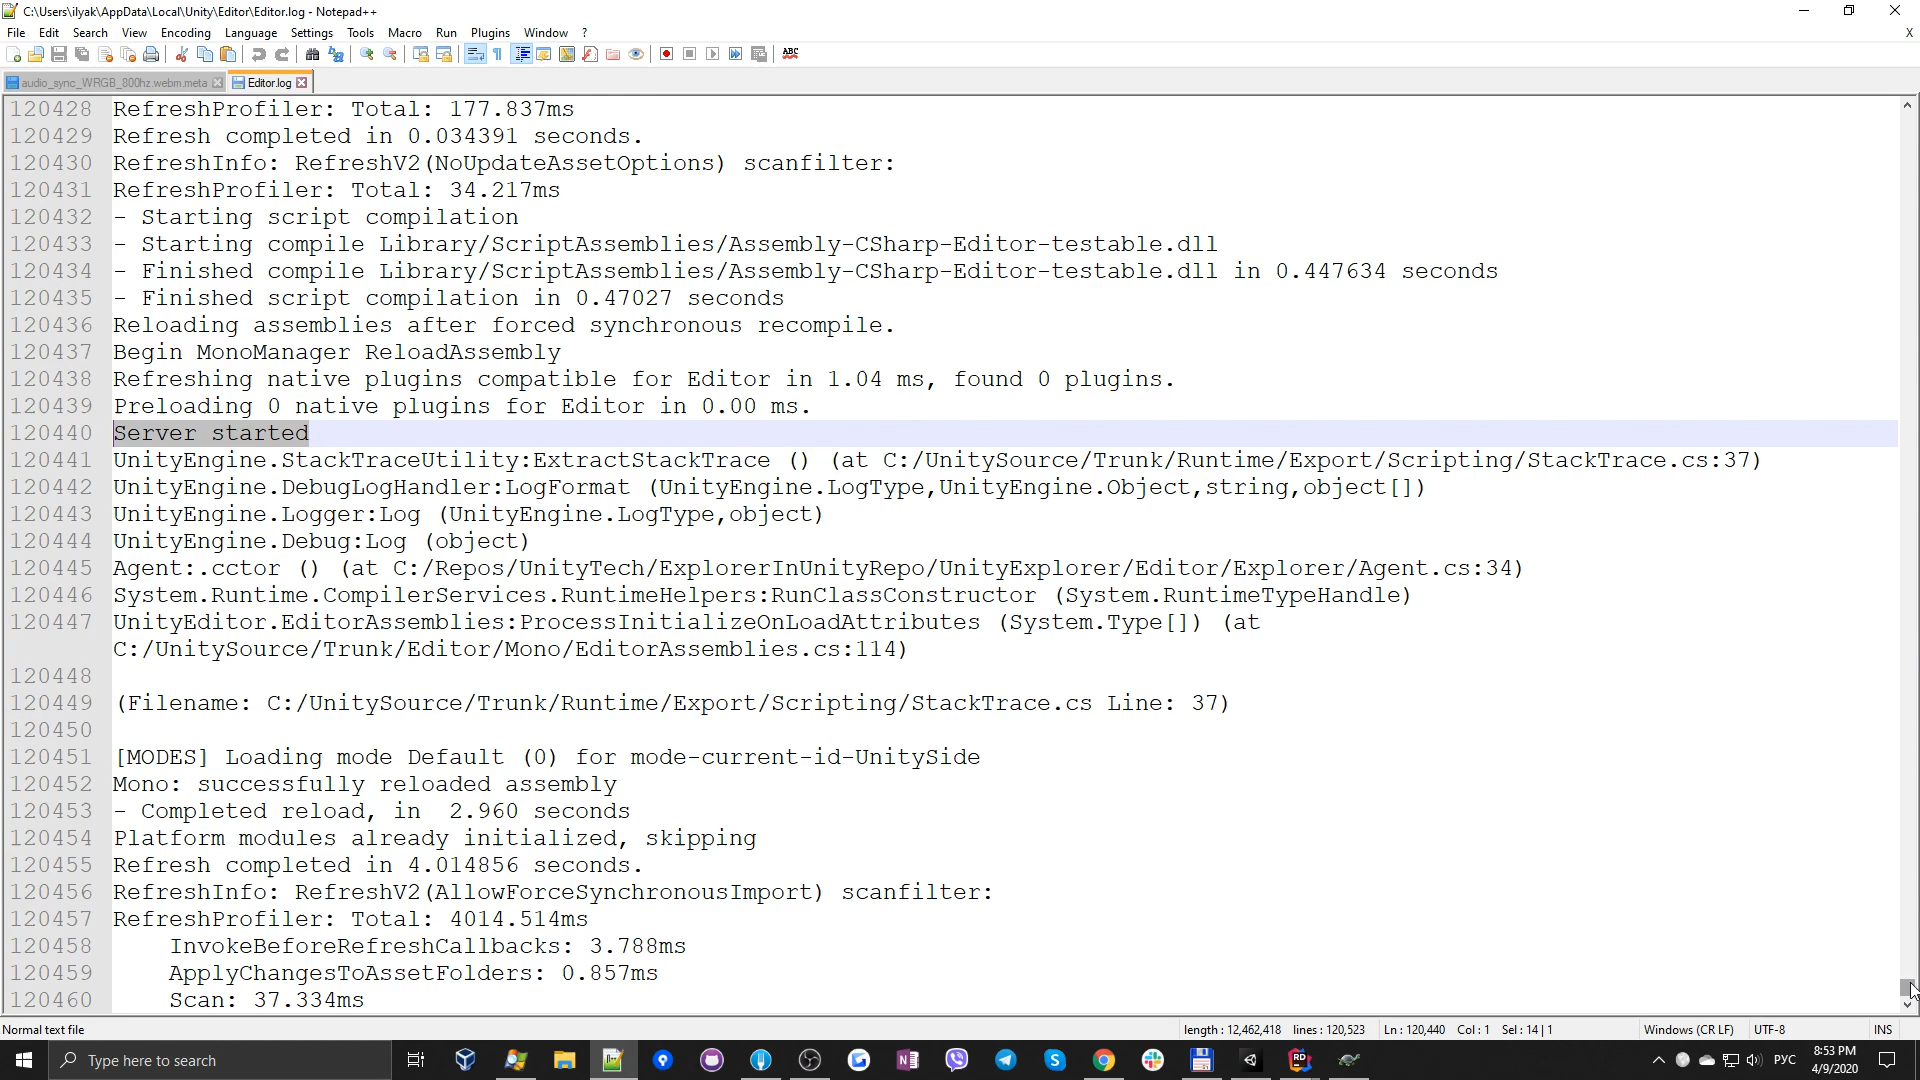 C:\Users\ilyak\AppData\Local\Unity\Editor\Editor.log - Notepad++
File Edit Search View Encoding Language Settings Tools Macro Run Plugins Window ? X
ABC
audio_sync_WRGB_800hz.webm.meta Editor.log
120428 RefreshProfiler: Total: 177.837ms
120429 Refresh completed in 0.034391 seconds.
120430 RefreshInfo: RefreshV2(NoUpdateAssetOptions) scanfilter:
120431 RefreshProfiler: Total: 34.217ms
120432 - Starting script compilation
120433 - Starting compile Library/ScriptAssemblies/Assembly-CSharp-Editor-testable.dll
120434 - Finished compile Library/ScriptAssemblies/Assembly-CSharp-Editor-testable.dll in 0.447634 seconds
120435 - Finished script compilation in 0.47027 seconds
120436 Reloading assemblies after forced synchronous recompile.
120437 Begin MonoManager ReloadAssembly
120438 Refreshing native plugins compatible for Editor in 1.04 ms, found 0 plugins.
120439 Preloading 0 native plugins for Editor in 0.00 ms.
120440 Server started
120441 UnityEngine.StackTraceUtility:ExtractStackTrace () (at C:/UnitySource/Trunk/Runtime/Export/Scripting/StackTrace.cs:37)
120442 UnityEngine.DebugLogHandler:LogFormat (UnityEngine.LogType,UnityEngine.Object,string,object[])
120443 UnityEngine.Logger:Log (UnityEngine.LogType,object)
120444 UnityEngine.Debug:Log (object)
120445 Agent:.cctor () (at C:/Repos/UnityTech/ExplorerInUnityRepo/UnityExplorer/Editor/Explorer/Agent.cs:34)
120446 System.Runtime.CompilerServices.RuntimeHelpers:RunClassConstructor (System.RuntimeTypeHandle)
120447 UnityEditor.EditorAssemblies:ProcessInitializeOnLoadAttributes (System.Type[]) (at
C:/UnitySource/Trunk/Editor/Mono/EditorAssemblies.cs:114)
120448
120449 (Filename: C:/UnitySource/Trunk/Runtime/Export/Scripting/StackTrace.cs Line: 37)
120450
120451 [MODES] Loading mode Default (0) for mode-current-id-UnitySide
120452 Mono: successfully reloaded assembly
120453 - Completed reload, in  2.960 seconds
120454 Platform modules already initialized, skipping
120455 Refresh completed in 4.014856 seconds.
120456 RefreshInfo: RefreshV2(AllowForceSynchronousImport) scanfilter:
120457 RefreshProfiler: Total: 4014.514ms
120458     InvokeBeforeRefreshCallbacks: 3.788ms
120459     ApplyChangesToAssetFolders: 0.857ms
120460     Scan: 37.334ms
Normal text file length : 12,462,418 lines : 120,523 Ln : 120,440 Col : 1 Sel : 14 | 1 Windows (CR LF) UTF-8 INS
Type here to search РУС 8:53 PM
4/9/2020